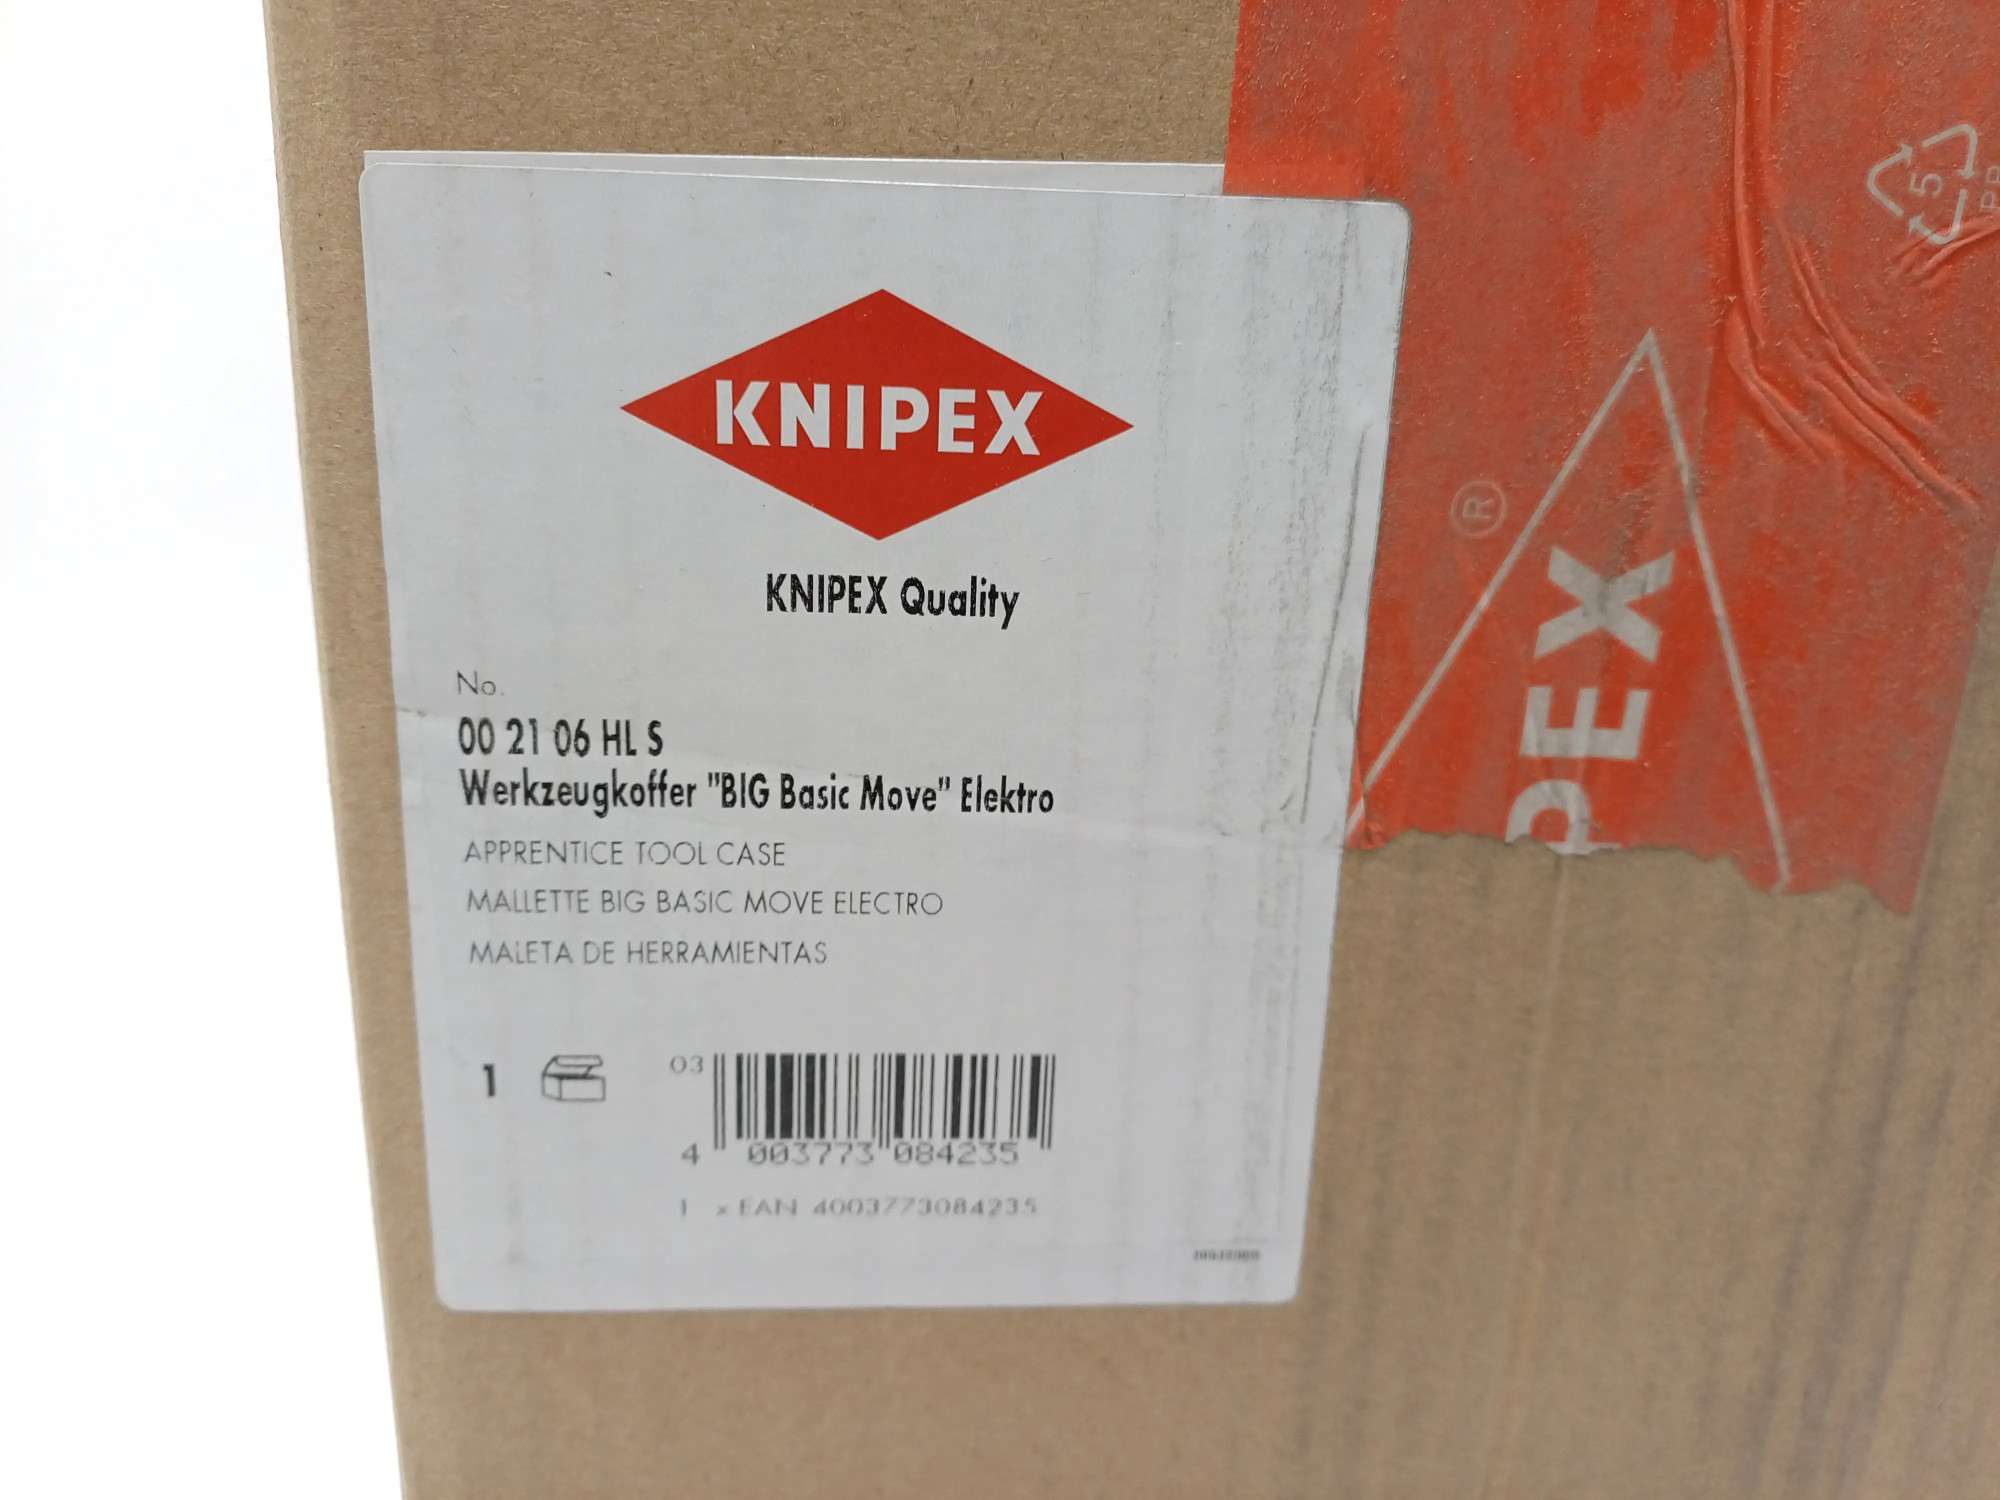 KNIPEX
KNIPEX Quality
No.
00 21 06 HL S
Werkzeugkoffer "BIG Basic Move" Elektro
APPRENTICE TOOL CASE
MALLETTE BIG BASIC MOVE ELECTRO
MALETA DE HERRAMIENTAS
1
03
4 003773 084235
1 x EAN 4003773084235
5
®
PEX